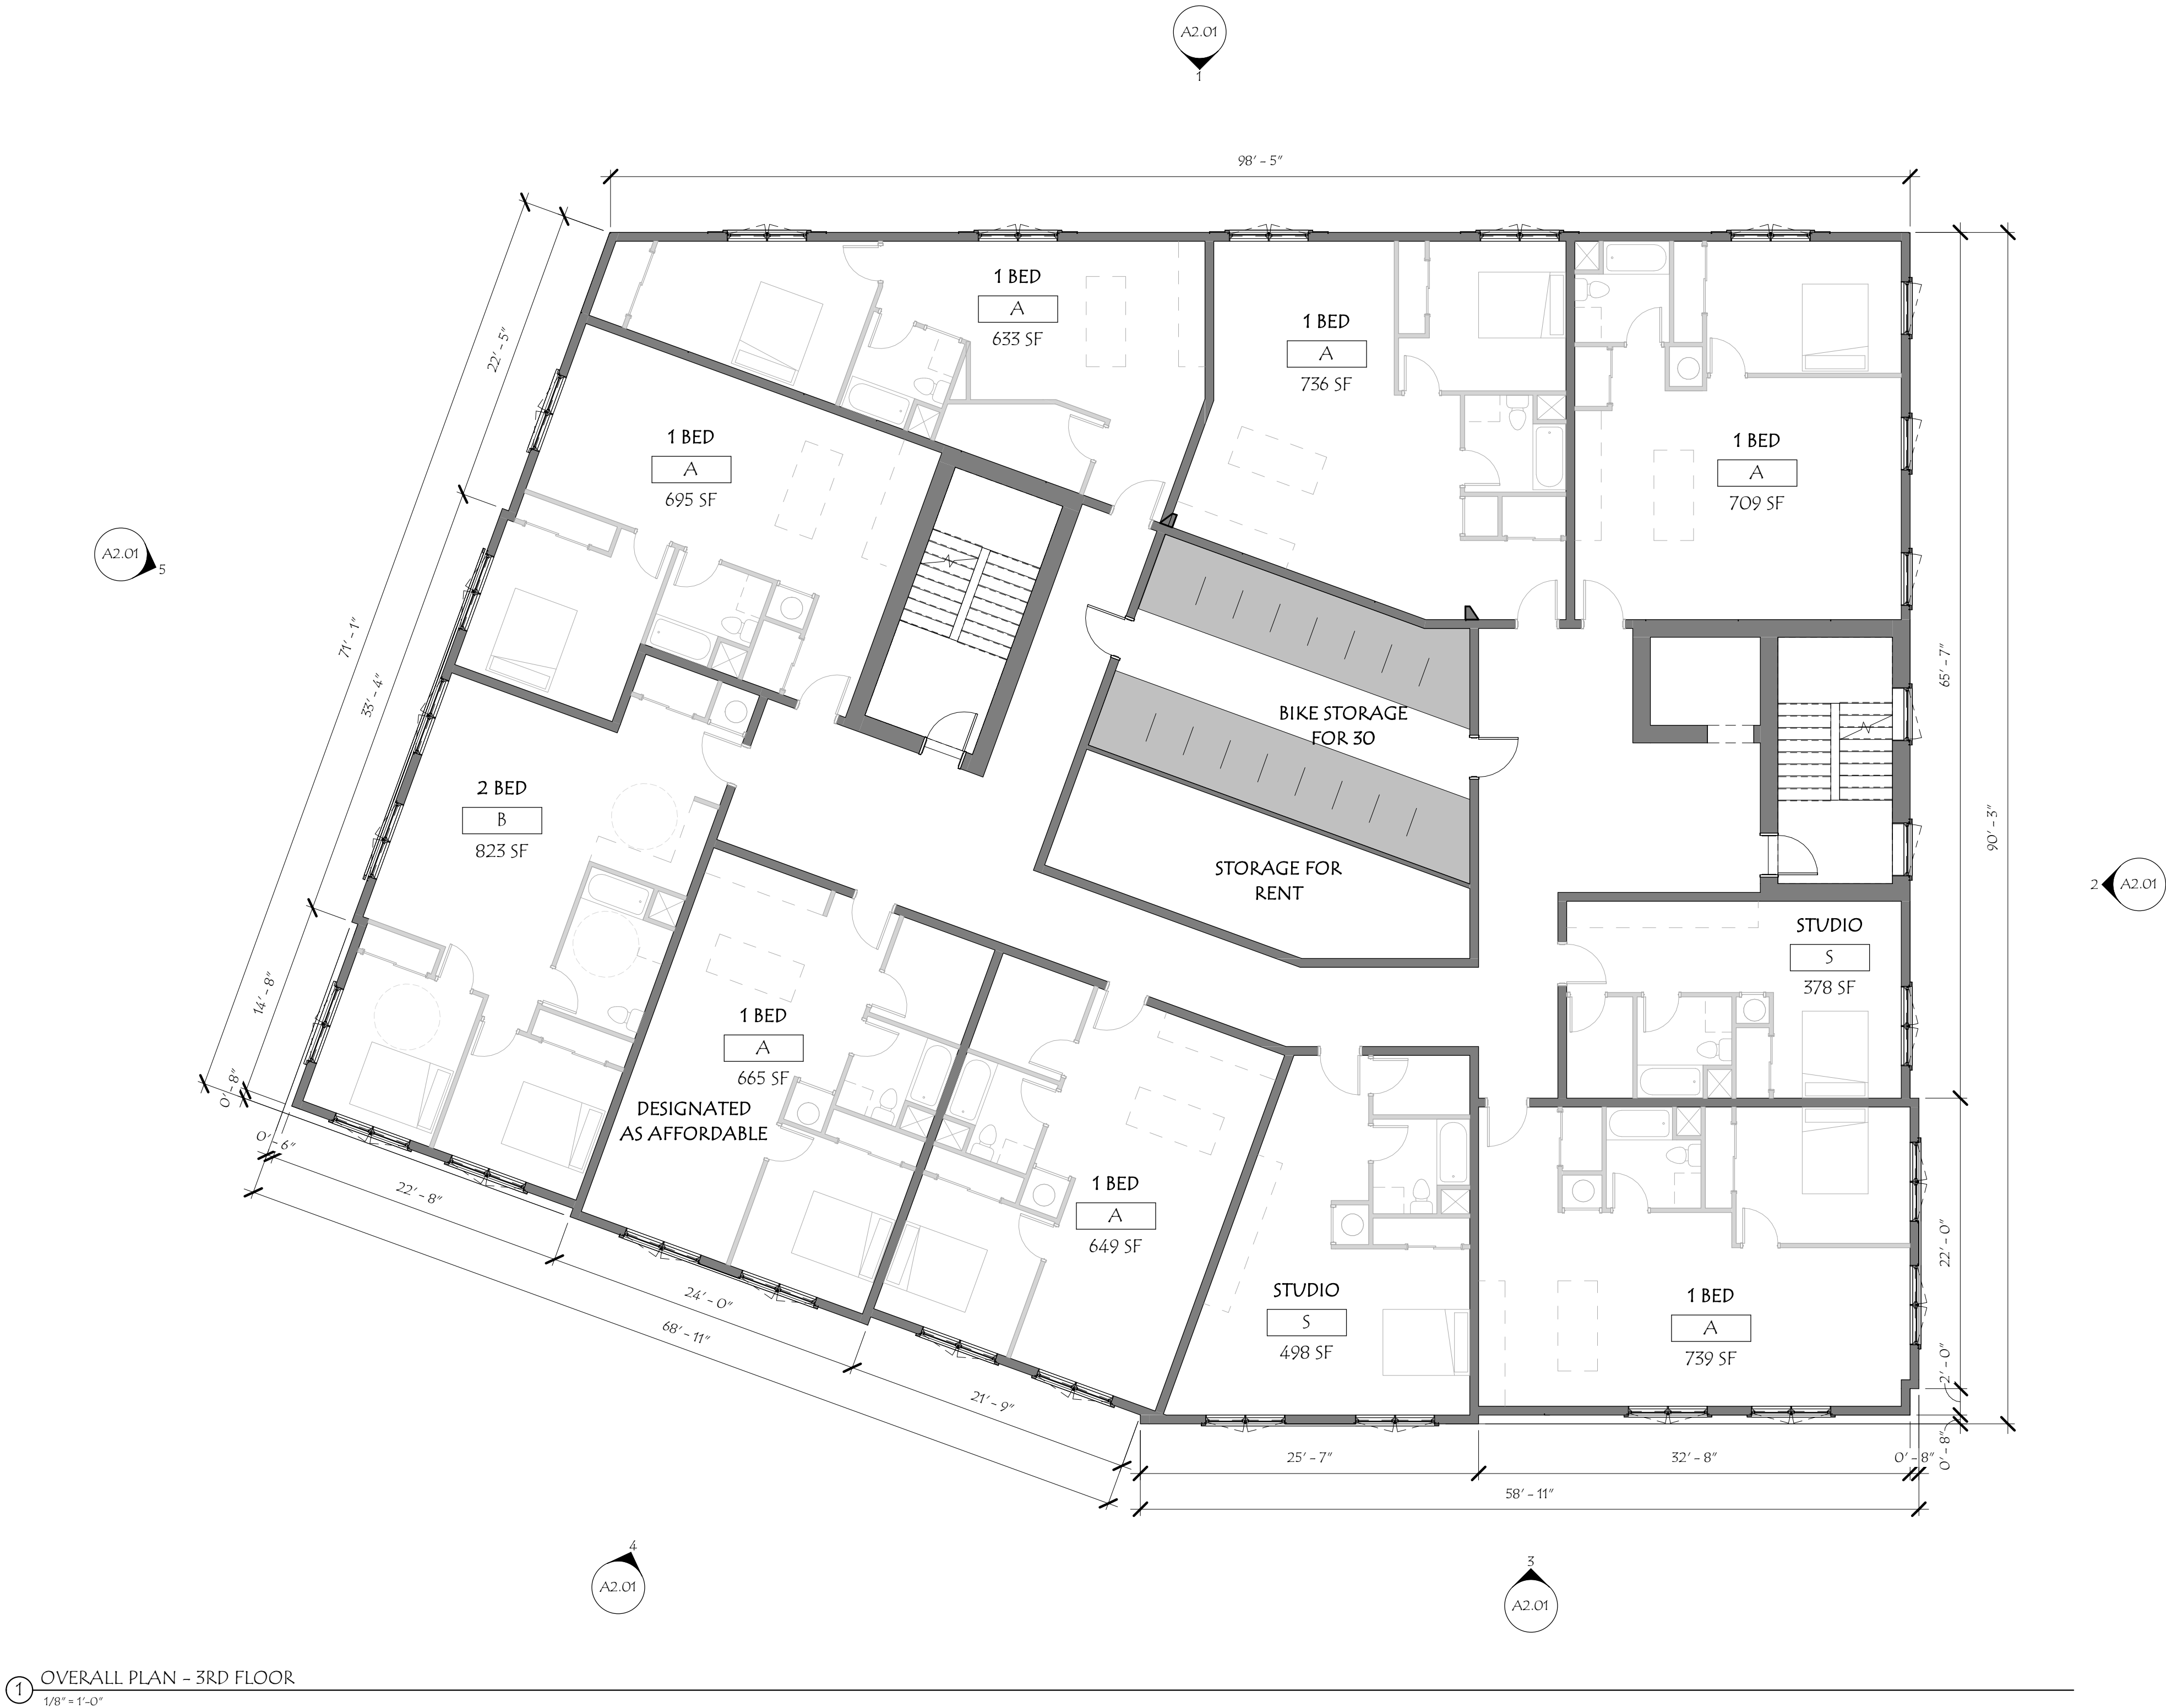 A2.01
1
98' - 5"
22' - 5"
71' - 1"
33' - 4"
14' - 8"
0' - 8"
A2.01
5
1 BED
A
633 SF
1 BED
A
736 SF
1 BED
A
709 SF
1 BED
A
695 SF
65' - 7"
90' - 3"
BIKE STORAGE
FOR 30
2 BED
B
823 SF
STORAGE FOR
RENT
2
A2.01
STUDIO
S
378 SF
1 BED
A
665 SF
DESIGNATED
AS AFFORDABLE
1 BED
A
649 SF
STUDIO
S
498 SF
1 BED
A
739 SF
22' - 0"
2' - 0"
0' - 8"
0' - 6"
22' - 8"
24' - 0"
68' - 11"
21' - 9"
25' - 7"
32' - 8"
0' - 8"
58' - 11"
4
A2.01
3
A2.01
1
OVERALL PLAN - 3RD FLOOR
1/8" = 1'-0"